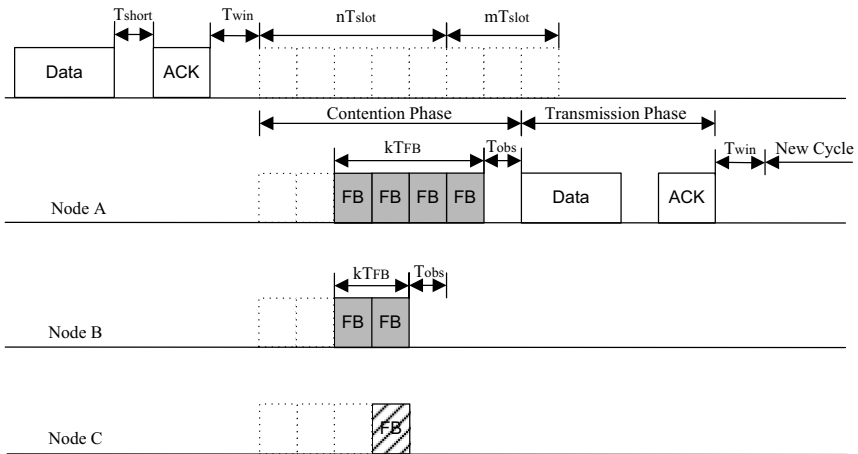 Tshort Twin nTslot mTslot
Data ACK
Contention Phase Transmission Phase
kTFB Tobs Twin New Cycle
Node A FB FB FB FB Data ACK
kTFB Tobs
Node B FB FB
Node C FB